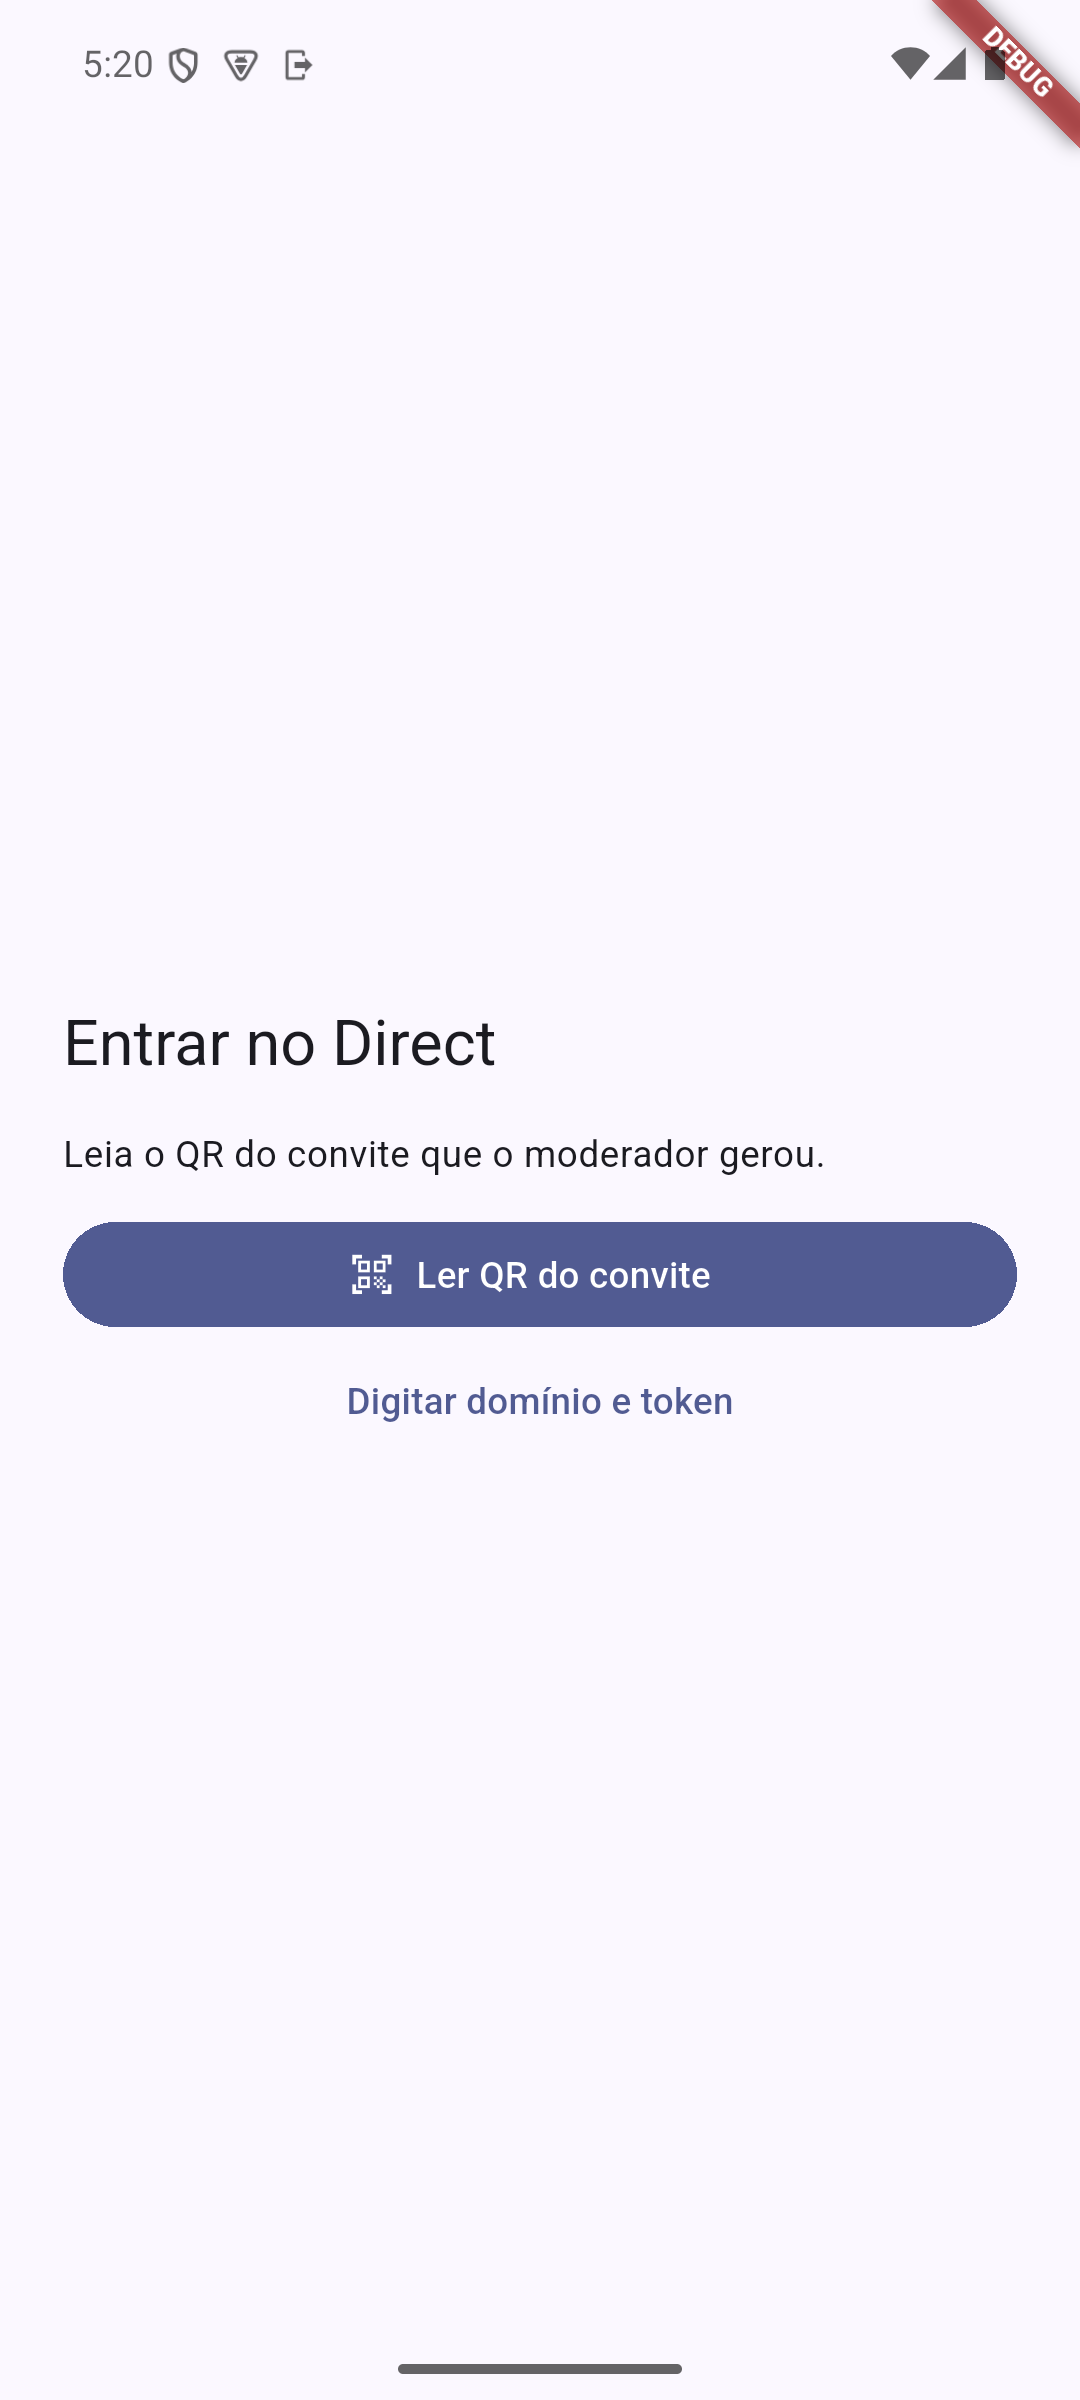 5:20
DEBUG
Entrar no Direct
Leia o QR do convite que o moderador gerou.
Ler QR do convite
Digitar domínio e token